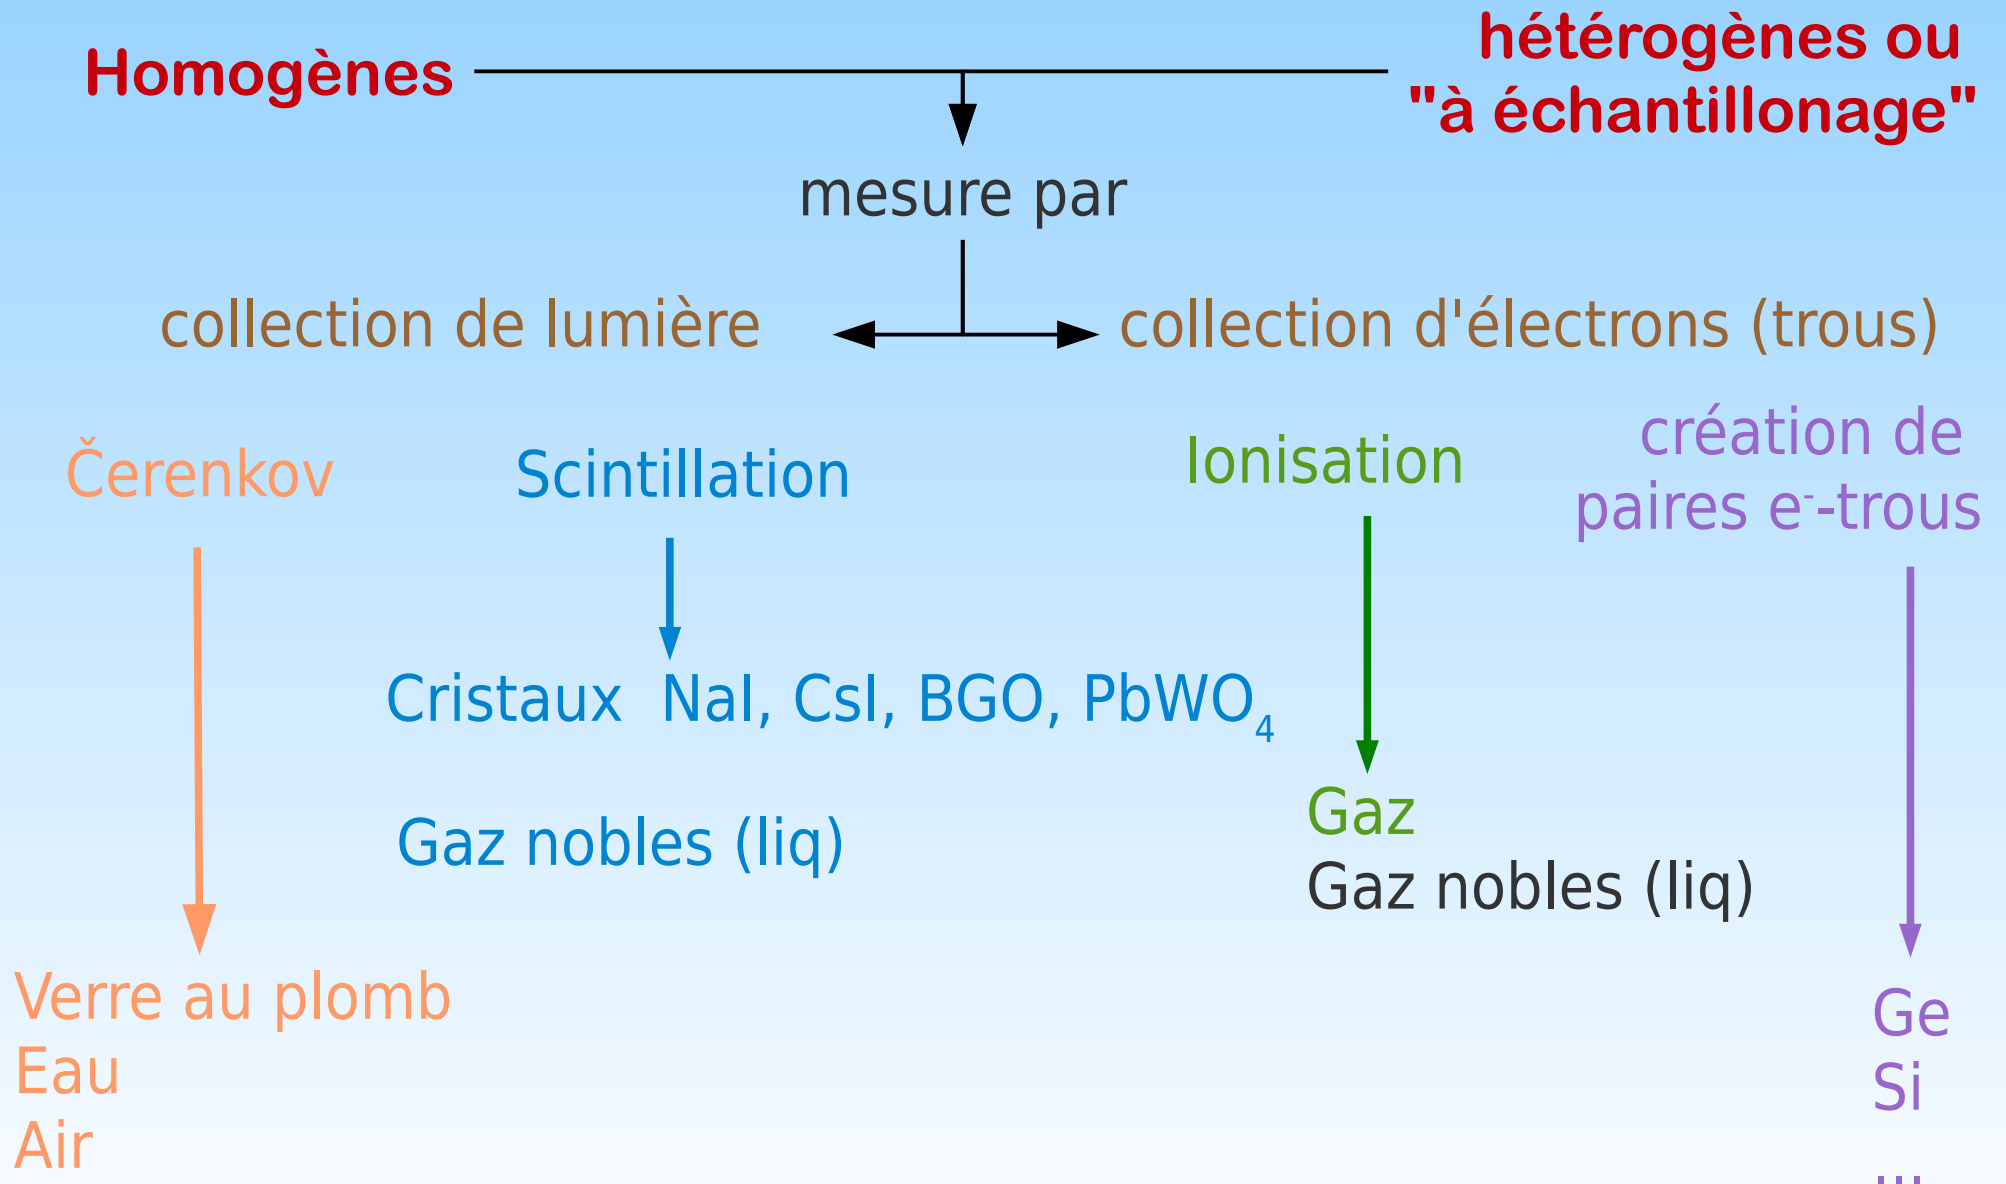 Homogènes
hétérogènes ou
"à échantillonage"
mesure par
collection de lumière
collection d'électrons (trous)
Čerenkov
Scintillation
Ionisation
création de
paires e⁻-trous
Cristaux NaI, CsI, BGO, PbWO₄
Gaz nobles (liq)
Gaz
Gaz nobles (liq)
Verre au plomb
Eau
Air
Ge
Si
...